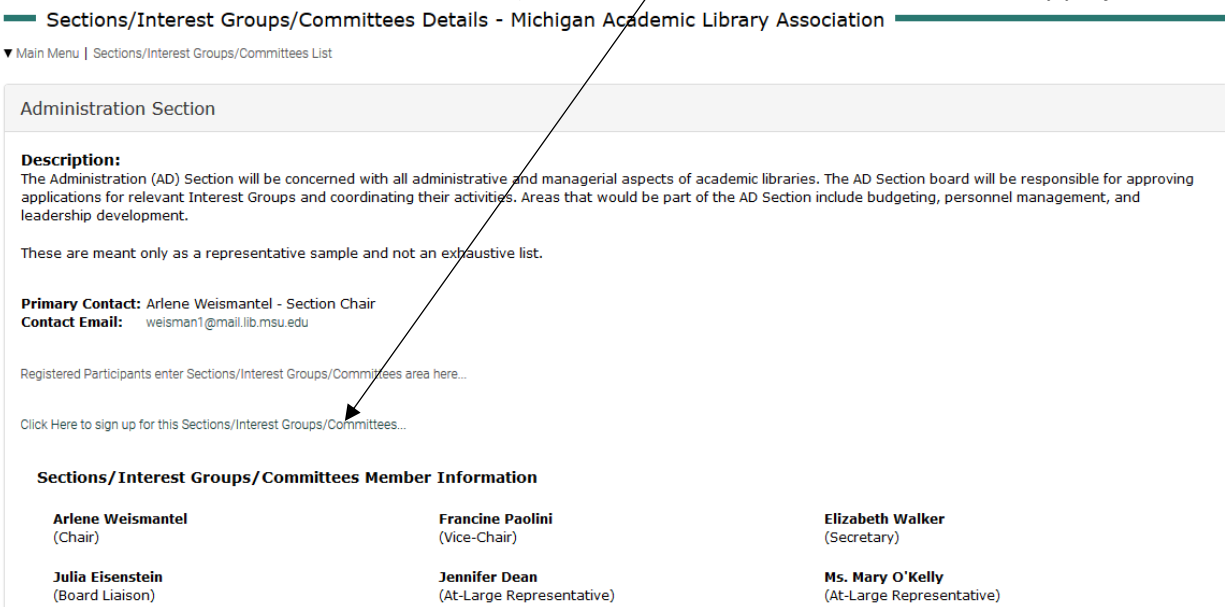 Sections/Interest Groups/Committees Details - Michigan Academic Library Association
▼ Main Menu | Sections/Interest Groups/Committees List
Administration Section
Description:
The Administration (AD) Section will be concerned with all administrative and managerial aspects of academic libraries. The AD Section board will be responsible for approving
applications for relevant Interest Groups and coordinating their activities. Areas that would be part of the AD Section include budgeting, personnel management, and
leadership development.
These are meant only as a representative sample and not an exhaustive list.
Primary Contact: Arlene Weismantel - Section Chair
Contact Email: weisman1@mail.lib.msu.edu
Registered Participants enter Sections/Interest Groups/Committees area here...
Click Here to sign up for this Sections/Interest Groups/Committees...
Sections/Interest Groups/Committees Member Information
Arlene Weismantel Francine Paolini Elizabeth Walker
(Chair) (Vice-Chair) (Secretary)
Julia Eisenstein Jennifer Dean Ms. Mary O'Kelly
(Board Liaison) (At-Large Representative) (At-Large Representative)